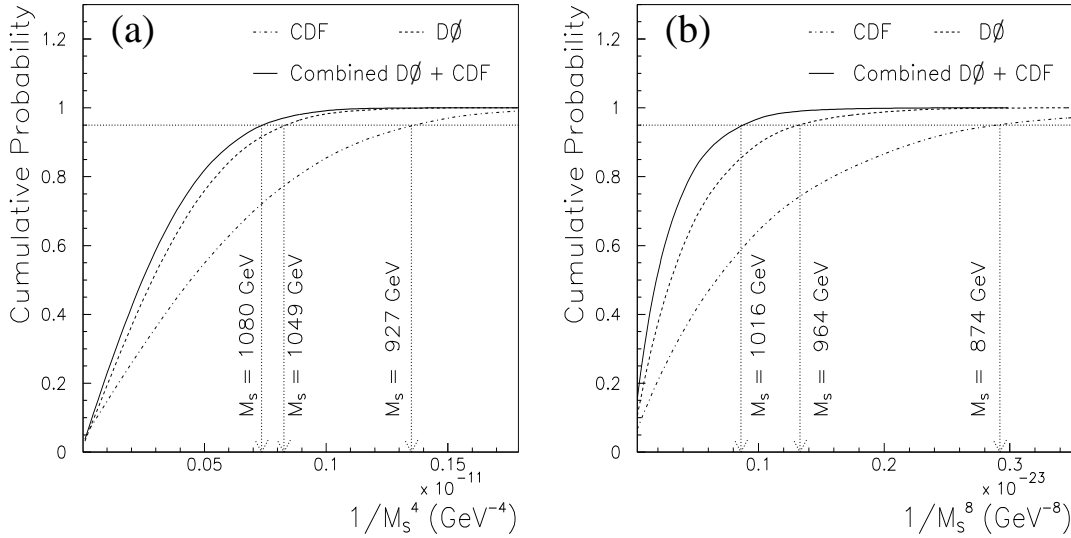 (a)
CDF
DØ
Combined DØ + CDF
Cumulative Probability
1.2
1
0.8
0.6
0.4
0.2
0
Mₛ = 1080 GeV
Mₛ = 1049 GeV
Mₛ = 927 GeV
0.05
0.1
0.15
x 10⁻¹¹
1/Mₛ⁴ (GeV⁻⁴)
(b)
CDF
DØ
Combined DØ + CDF
Cumulative Probability
1.2
1
0.8
0.6
0.4
0.2
0
Mₛ = 1016 GeV
Mₛ = 964 GeV
Mₛ = 874 GeV
0.1
0.2
0.3
x 10⁻²³
1/Mₛ⁸ (GeV⁻⁸)